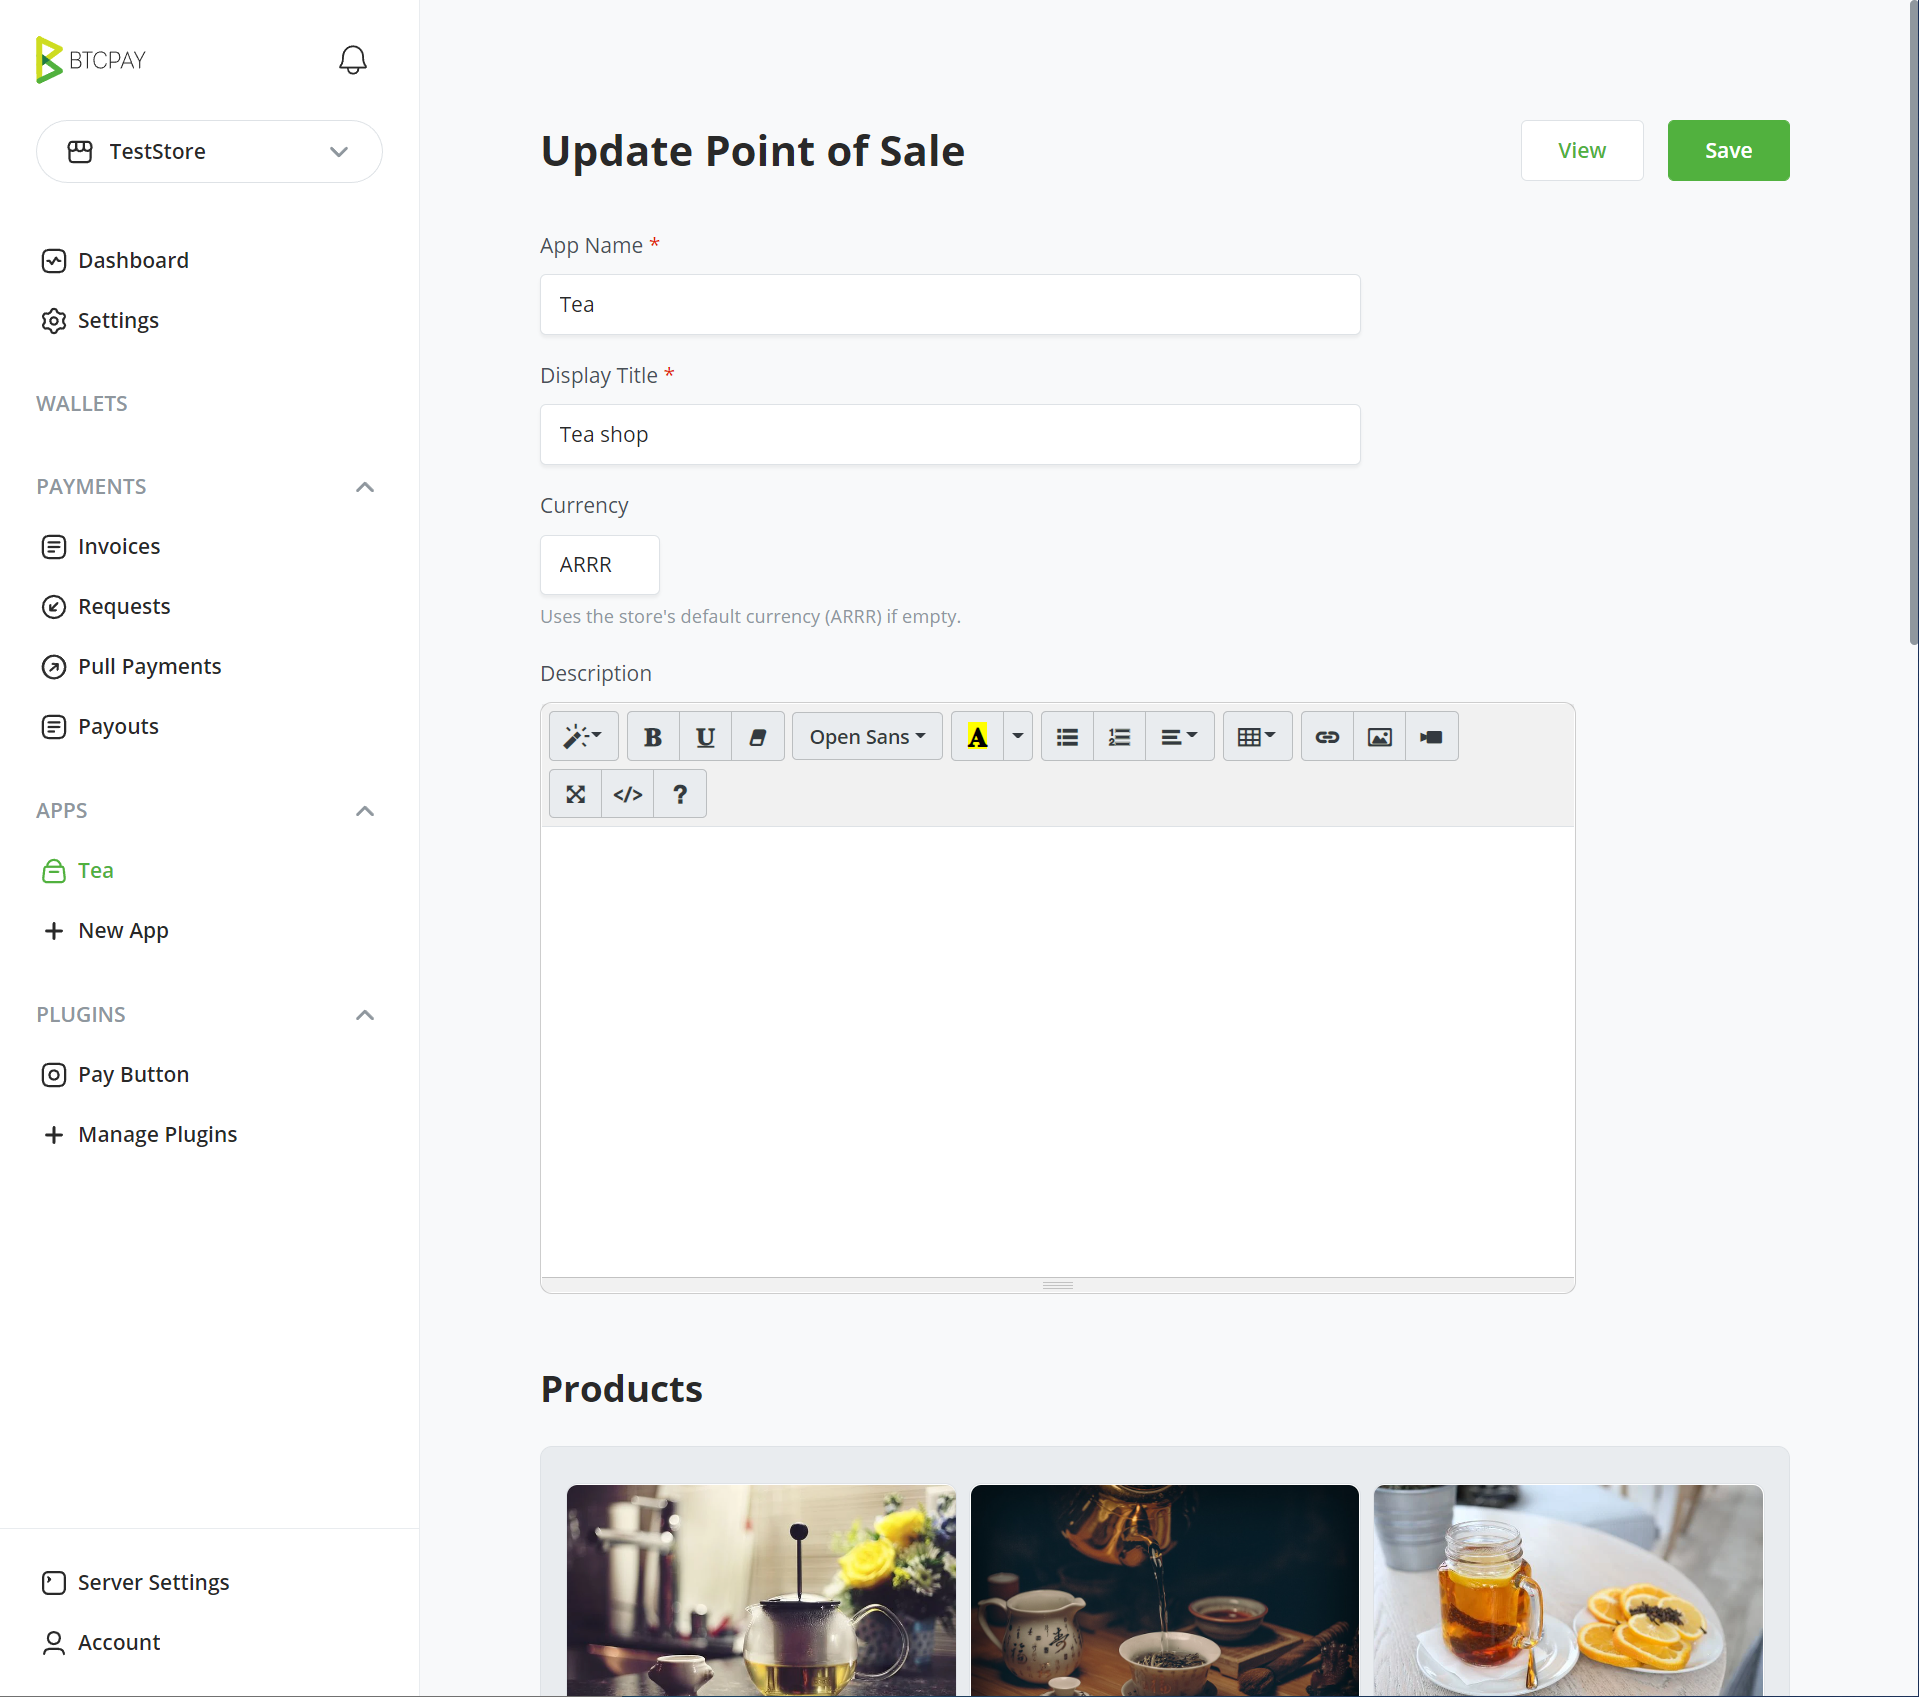 BTCPAY
TestStore
Dashboard
Settings
WALLETS
PAYMENTS
Invoices
Requests
Pull Payments
Payouts
APPS
Tea
New App
PLUGINS
Pay Button
Manage Plugins
Server Settings
Account
Update Point of Sale
View
Save
App Name *
Tea
Display Title *
Tea shop
Currency
ARRR
Uses the store's default currency (ARRR) if empty.
Description
B U Open Sans A
</> ?
Products